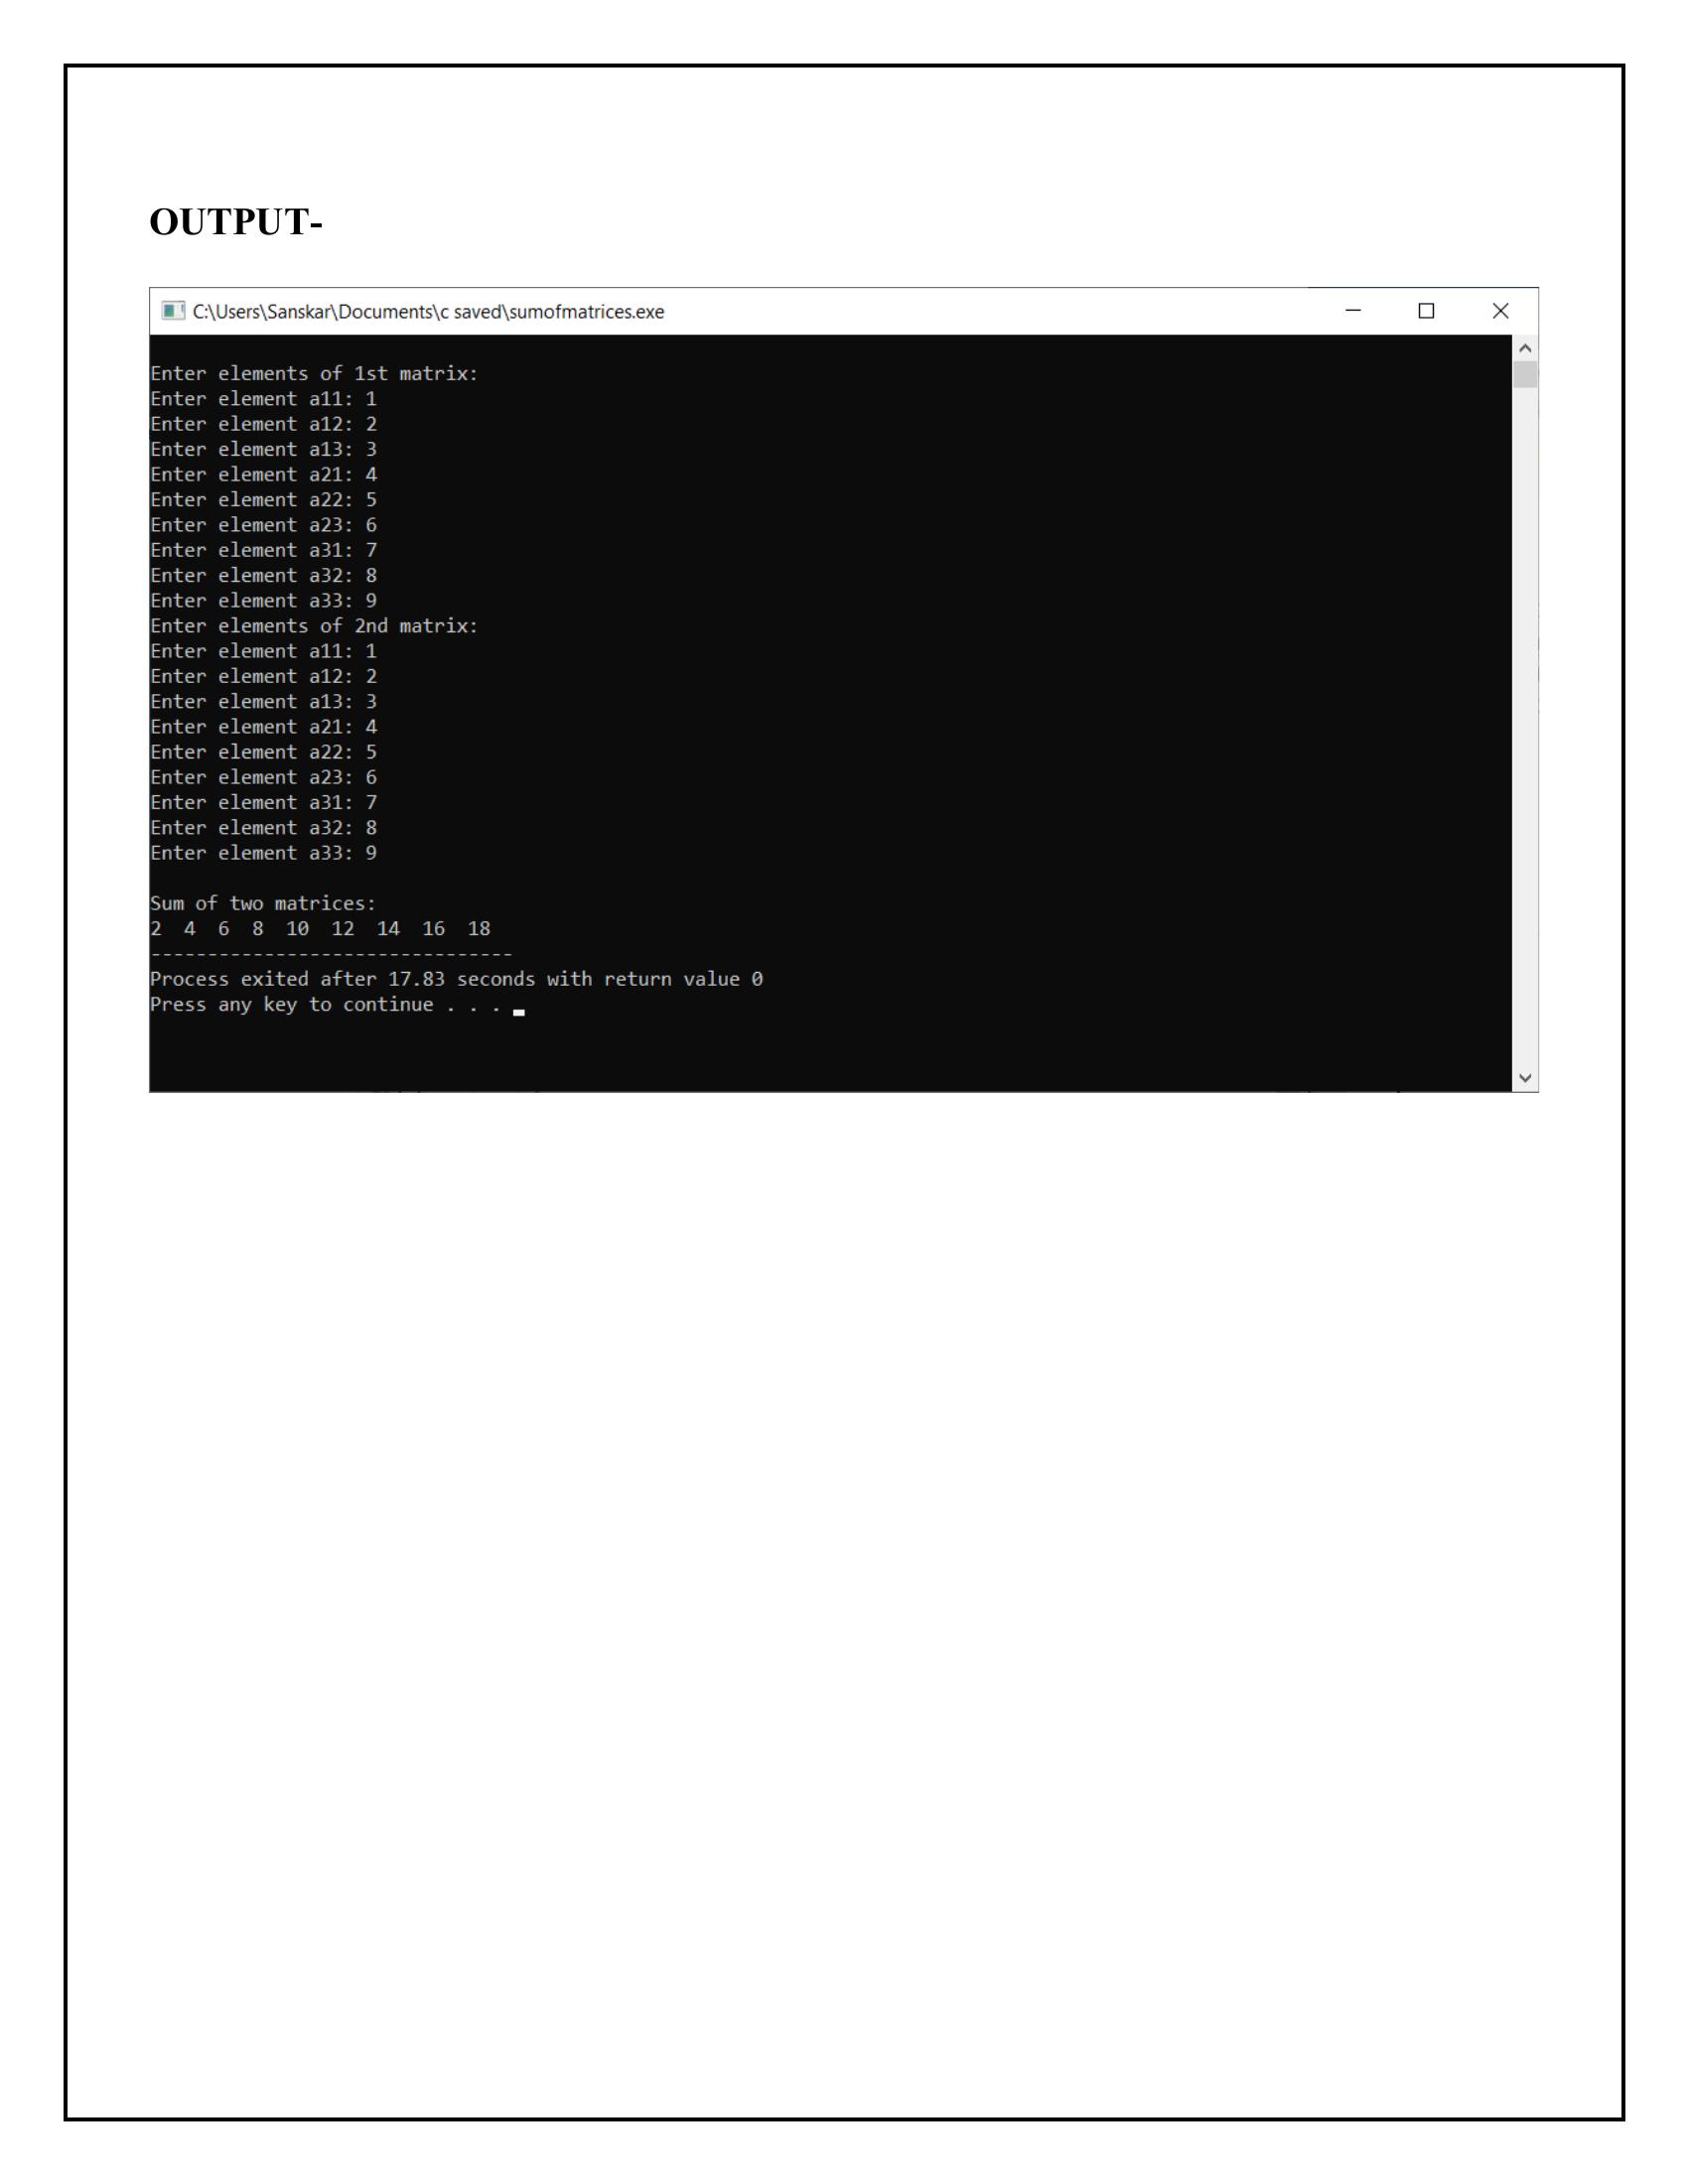 OUTPUT-
C:\Users\Sanskar\Documents\c saved\sumofmatrices.exe
Enter elements of 1st matrix:
Enter element a11: 1
Enter element a12: 2
Enter element a13: 3
Enter element a21: 4
Enter element a22: 5
Enter element a23: 6
Enter element a31: 7
Enter element a32: 8
Enter element a33: 9
Enter elements of 2nd matrix:
Enter element a11: 1
Enter element a12: 2
Enter element a13: 3
Enter element a21: 4
Enter element a22: 5
Enter element a23: 6
Enter element a31: 7
Enter element a32: 8
Enter element a33: 9
Sum of two matrices:
2  4  6  8  10  12  14  16  18
--------------------------------
Process exited after 17.83 seconds with return value 0
Press any key to continue . . .